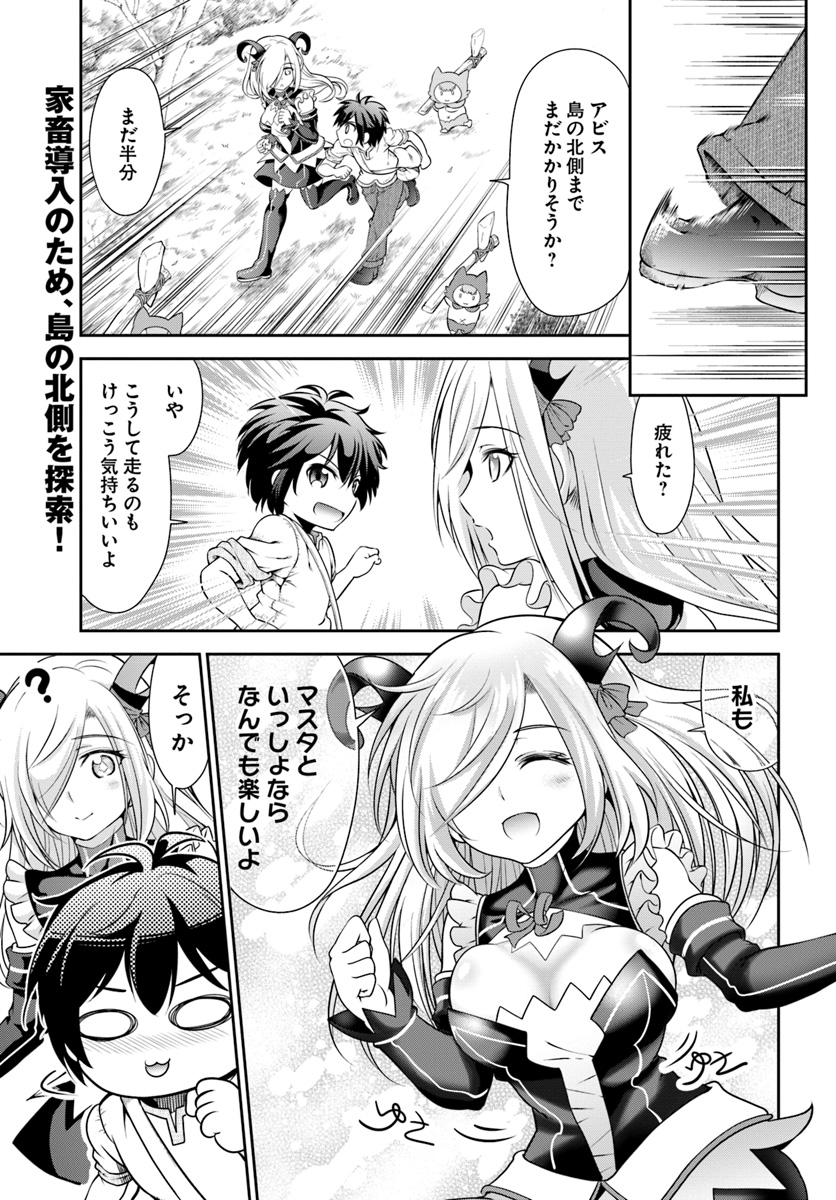 アビス
島の北側まで
まだかかりそうか？
まだ半分
家畜導入のため、島の北側を探索！
疲れた？
いや
こうして走るのも
けっこう気持ちいいよ
私も
マスタと
いっしょなら
なんでも楽しいよ
ゆさ
ゆさ
そっか
？